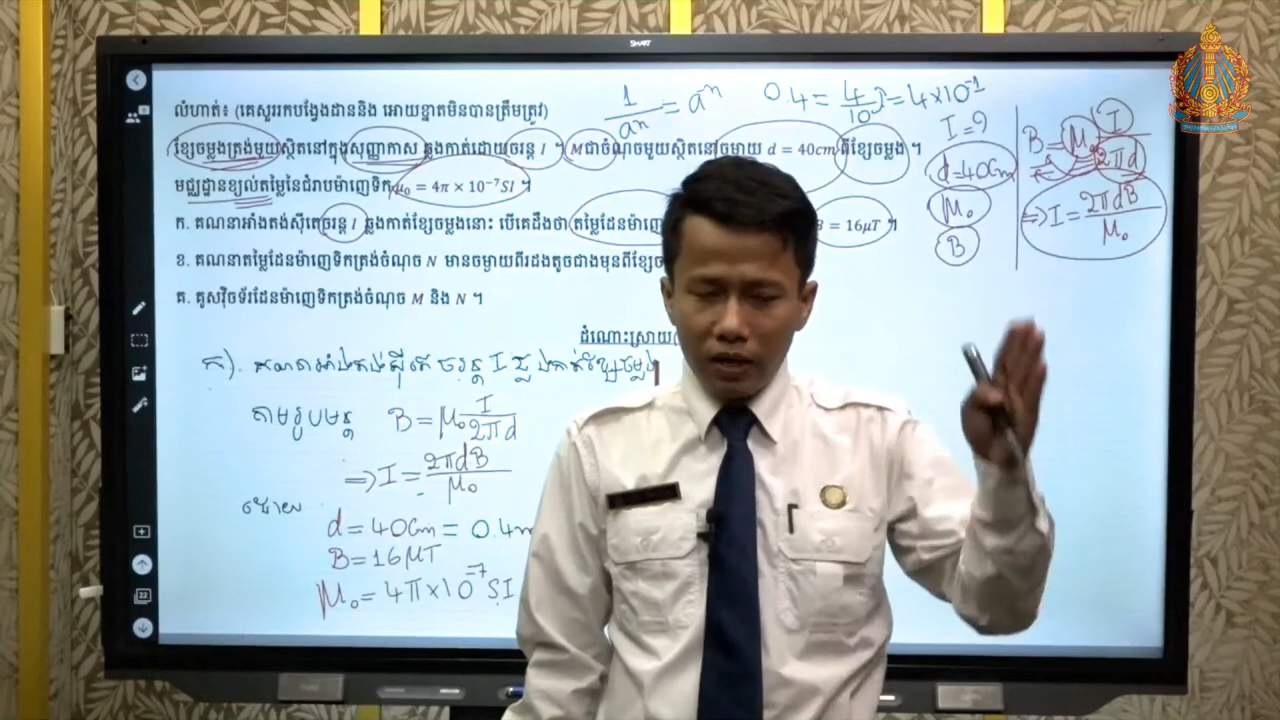 SMART
លំហាត់៖ (គេសួររកបង្វែងដាននិង អោយខ្នាតមិនបានត្រឹមត្រូវ)
ខ្សែចម្លងត្រង់មួយស្ថិតនៅក្នុងសុញ្ញាកាស ឆ្លងកាត់ដោយចរន្ត I ។ M ជាចំណុចមួយស្ថិតនៅចម្ងាយ d = 40cm ពីខ្សែចម្លង ។
មជ្ឈដ្ឋានខ្យល់តម្លៃនៃជំរាបម៉ាញេទិក μ₀ = 4π × 10⁻⁷SI ។
ក. គណនាអាំងតង់ស៊ីតេចរន្ត I ឆ្លងកាត់ខ្សែចម្លងនោះ បើគេដឹងថា តម្លៃដែនម៉ាញេ = 16μT ។
ខ. គណនាតម្លៃដែនម៉ាញេទិកត្រង់ចំណុច N មានចម្ងាយពីរដងតូចជាងមុនពីខ្សែច
គ. គូសវ៉ិចទ័រដែនម៉ាញេទិកត្រង់ចំណុច M និង N ។
ដំណោះស្រាយ
1/aⁿ = a⁻ⁿ 0.4 = 4/10 = 4×10⁻¹
I = ?
d = 40cm
μ₀
B
B = μ₀ I/2πd
⇒ I = 2πdB/μ₀
ក). គណនាអាំងតង់ស៊ីតេចរន្ត I ឆ្លងកាត់ខ្សែចម្លង
តាមរូបមន្ត B = μ₀ I/2πd
⇒ I = 2πdB/μ₀
ដោយ
d = 40cm = 0.4m
B = 16μT
μ₀ = 4π×10⁻⁷ SI
22